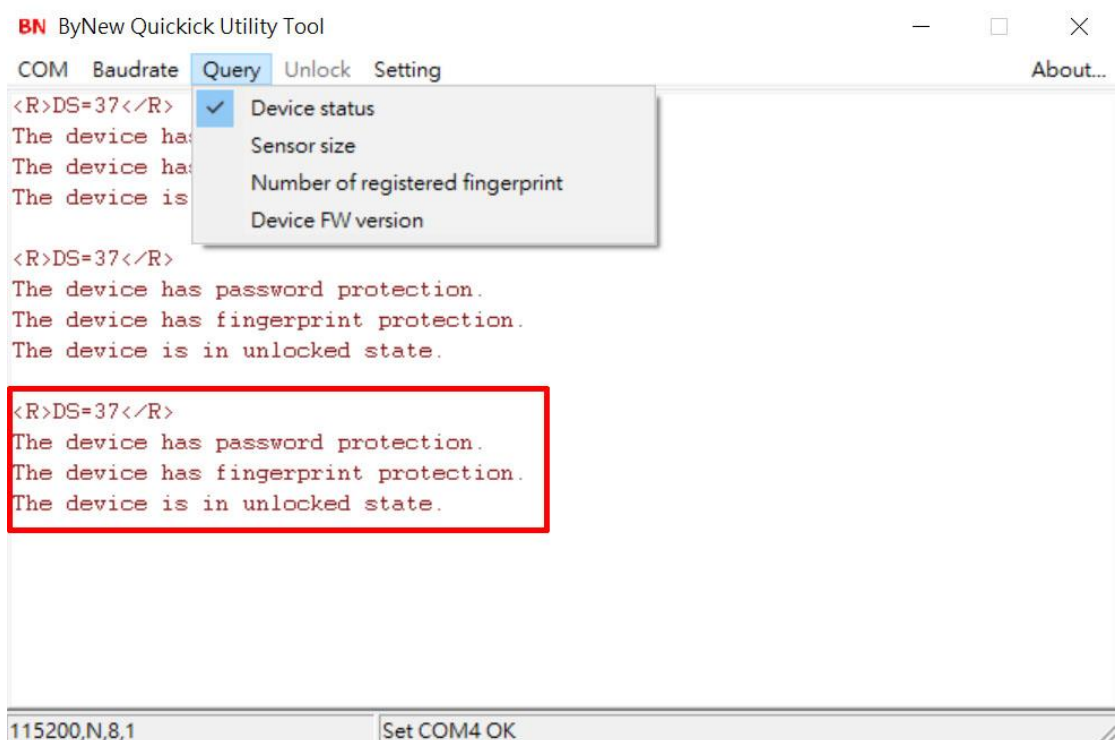 BN ByNew Quickick Utility Tool
COM Baudrate Query Unlock Setting About...
<R>DS=37</R>
The device has
The device has
The device is
Device status
Sensor size
Number of registered fingerprint
Device FW version
<R>DS=37</R>
The device has password protection.
The device has fingerprint protection.
The device is in unlocked state.
<R>DS=37</R>
The device has password protection.
The device has fingerprint protection.
The device is in unlocked state.
115200,N,8,1 Set COM4 OK